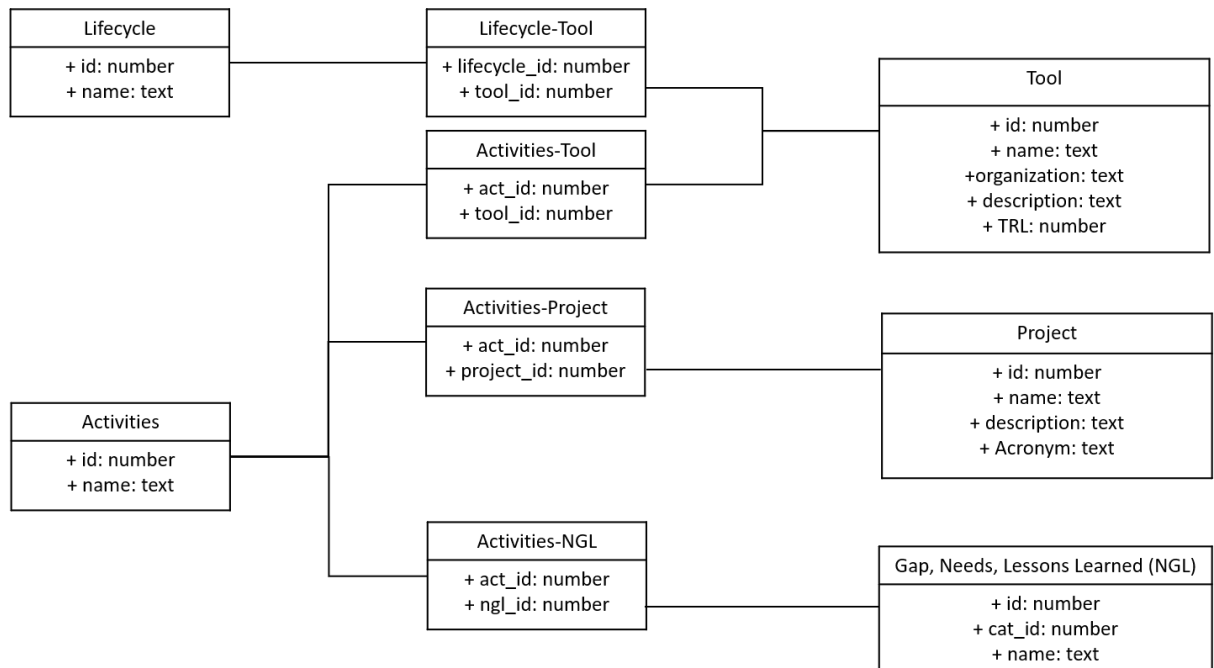 Lifecycle
+ id: number
+ name: text
Lifecycle-Tool
+ lifecycle_id: number
+ tool_id: number
Tool
+ id: number
+ name: text
+organization: text
+ description: text
+ TRL: number
Activities-Tool
+ act_id: number
+ tool_id: number
Activities-Project
+ act_id: number
+ project_id: number
Project
+ id: number
+ name: text
+ description: text
+ Acronym: text
Activities
+ id: number
+ name: text
Activities-NGL
+ act_id: number
+ ngl_id: number
Gap, Needs, Lessons Learned (NGL)
+ id: number
+ cat_id: number
+ name: text